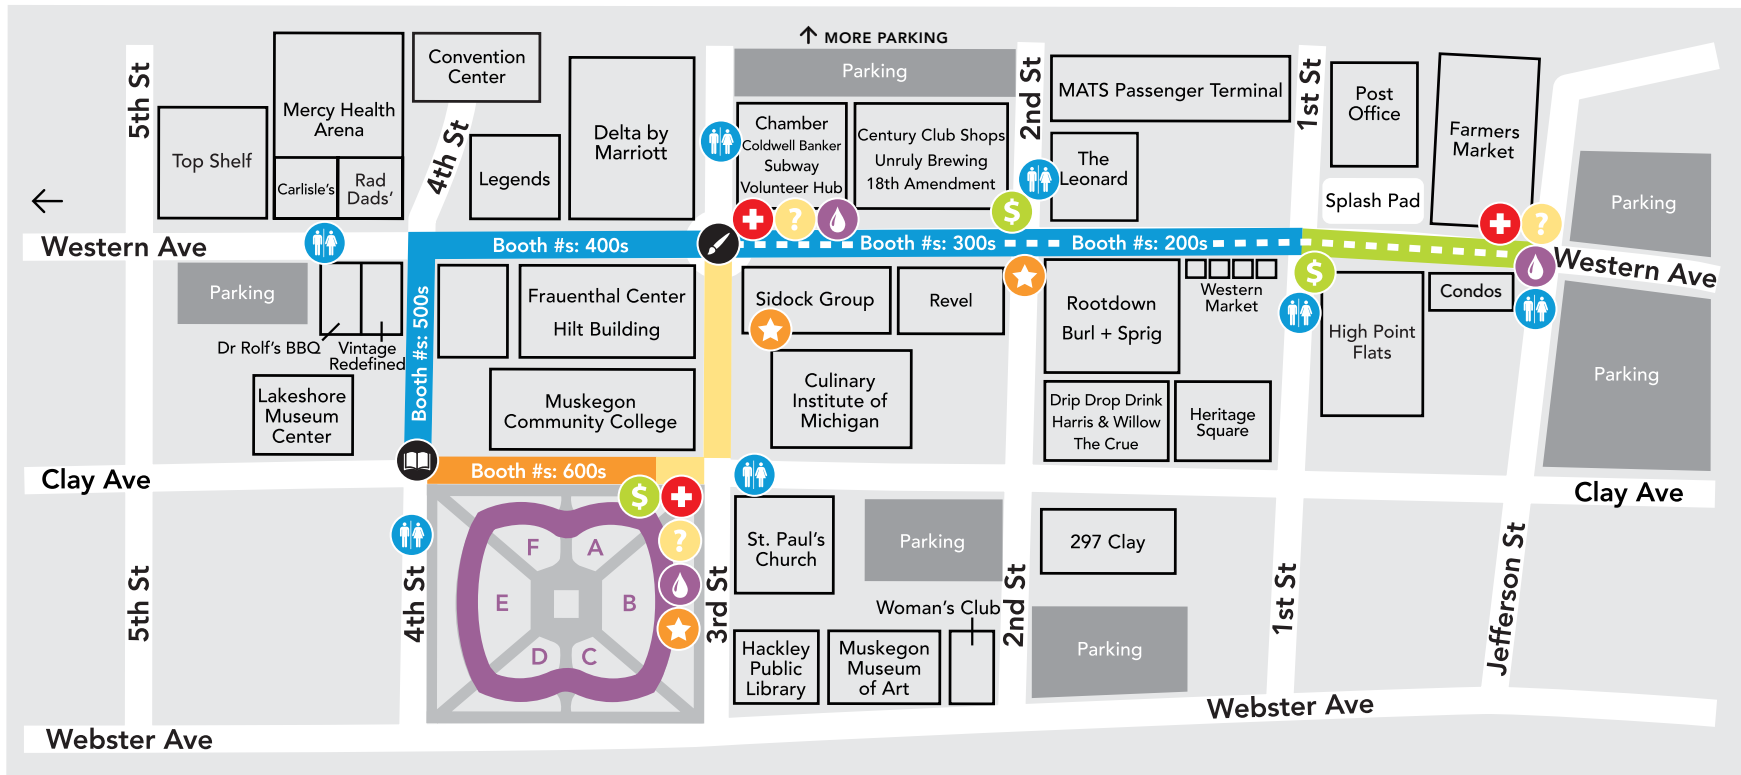 ↑ MORE PARKING
Parking
Convention
Center
5th St
Mercy Health
Arena
Top Shelf
Carlisle's
Rad
Dads'
4th St
Legends
Delta by
Marriott
Chamber
Coldwell Banker
Subway
Volunteer Hub
Century Club Shops
Unruly Brewing
18th Amendment
2nd St
MATS Passenger Terminal
The
Leonard
1st St
Post
Office
Splash Pad
Farmers
Market
Parking
Western Ave
Booth #s: 400s
?
Booth #s: 300s
$
Booth #s: 200s
$
?
Western Ave
Parking
Dr Rolf's BBQ
Vintage
Redefined
Booth #s: 500s
Frauenthal Center
Hilt Building
Sidock Group
Revel
Rootdown
Burl + Sprig
Western
Market
High Point
Flats
Condos
Parking
Lakeshore
Museum
Center
Muskegon
Community College
Culinary
Institute of
Michigan
Drip Drop Drink
Harris & Willow
The Crue
Heritage
Square
Clay Ave
Booth #s: 600s
Clay Ave
$
?
F
A
E
B
D
C
5th St
4th St
3rd St
St. Paul's
Church
Parking
297 Clay
2nd St
1st St
Jefferson St
Woman's Club
Hackley
Public
Library
Muskegon
Museum
of Art
Parking
Webster Ave
Webster Ave